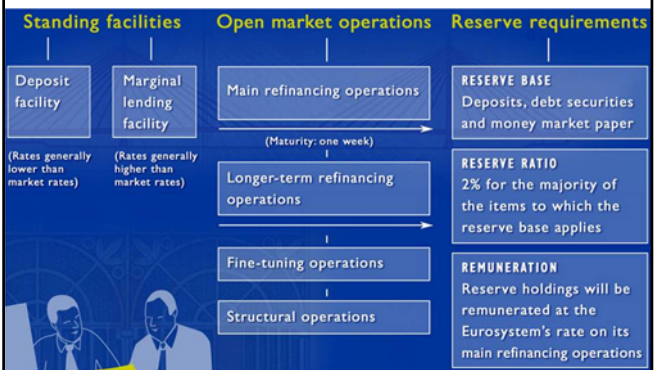 Standing facilities
Deposit
facility
(Rates generally
lower than
market rates)
Marginal
lending
facility
(Rates generally
higher than
market rates)
Open market operations
Main refinancing operations
(Maturity: one week)
Longer-term refinancing
operations
Fine-tuning operations
Structural operations
Reserve requirements
RESERVE BASE
Deposits, debt securities
and money market paper
RESERVE RATIO
2% for the majority of
the items to which the
reserve base applies
REMUNERATION
Reserve holdings will be
remunerated at the
Eurosystem's rate on its
main refinancing operations